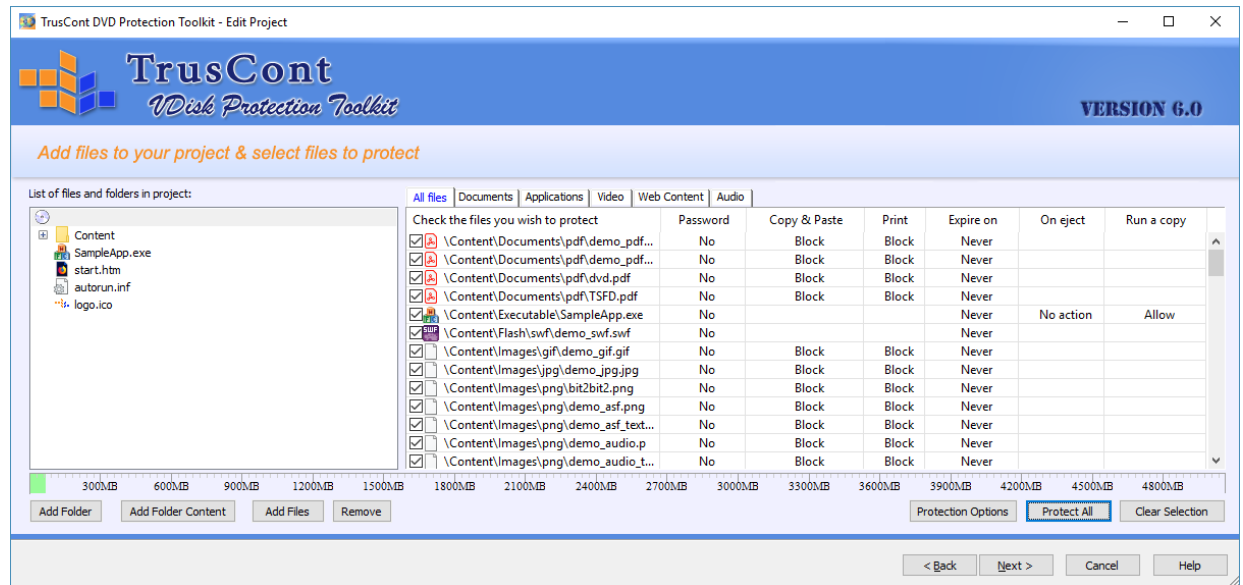 TrusCont DVD Protection Toolkit - Edit Project
TrusCont
VDisk Protection Toolkit
VERSION 6.0
Add files to your project & select files to protect
List of files and folders in project:
Content
SampleApp.exe
start.htm
autorun.inf
logo.ico
All files Documents Applications Video Web Content Audio
Check the files you wish to protect Password Copy & Paste Print Expire on On eject Run a copy
\Content\Documents\pdf\demo_pdf... No Block Block Never
\Content\Documents\pdf\demo_pdf... No Block Block Never
\Content\Documents\pdf\dvd.pdf No Block Block Never
\Content\Documents\pdf\TSFD.pdf No Block Block Never
\Content\Executable\SampleApp.exe No Never No action Allow
\Content\Flash\swf\demo_swf.swf No Never
\Content\Images\gif\demo_gif.gif No Block Block Never
\Content\Images\jpg\demo_jpg.jpg No Block Block Never
\Content\Images\png\bit2bit2.png No Block Block Never
\Content\Images\png\demo_asf.png No Block Block Never
\Content\Images\png\demo_asf_text... No Block Block Never
\Content\Images\png\demo_audio.p No Block Block Never
\Content\Images\png\demo_audio_t... No Block Block Never
300MB 600MB 900MB 1200MB 1500MB 1800MB 2100MB 2400MB 2700MB 3000MB 3300MB 3600MB 3900MB 4200MB 4500MB 4800MB
Add Folder Add Folder Content Add Files Remove Protection Options Protect All Clear Selection
< Back Next > Cancel Help